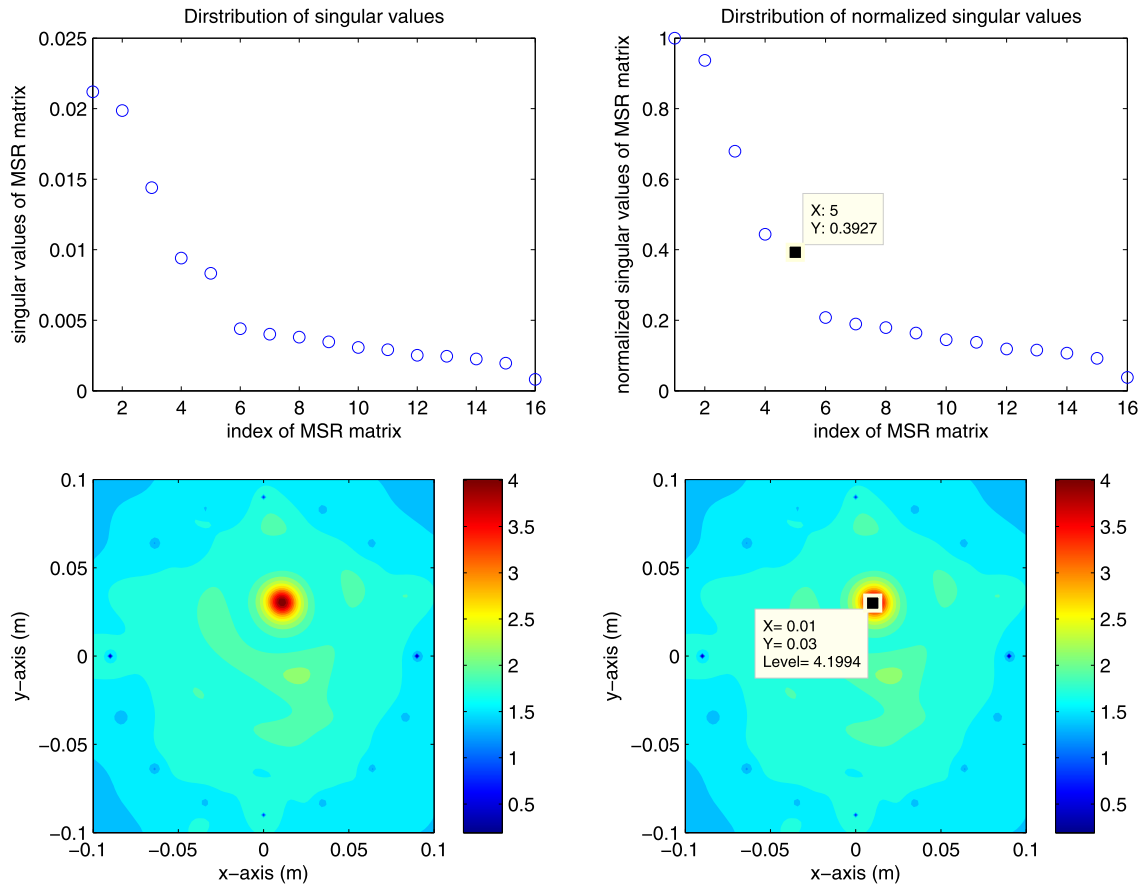 Dirstribution of singular values
0.025
0.02
0.015
0.01
0.005
0
singular values of MSR matrix
2 4 6 8 10 12 14 16
index of MSR matrix
Dirstribution of normalized singular values
1
0.8
0.6
0.4
0.2
0
normalized singular values of MSR matrix
X: 5
Y: 0.3927
2 4 6 8 10 12 14 16
index of MSR matrix
0.1
0.05
0
−0.05
−0.1
y−axis (m)
−0.1 −0.05 0 0.05 0.1
x−axis (m)
4
3.5
3
2.5
2
1.5
1
0.5
0.1
0.05
0
−0.05
−0.1
y−axis (m)
X= 0.01
Y= 0.03
Level= 4.1994
−0.1 −0.05 0 0.05 0.1
x−axis (m)
4
3.5
3
2.5
2
1.5
1
0.5